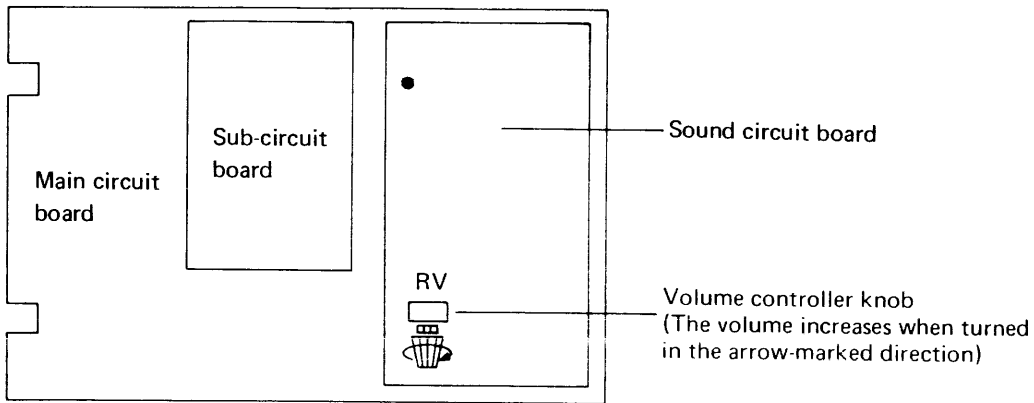 Sub-circuit
board
Main circuit
board
Sound circuit board
RV
Volume controller knob
(The volume increases when turned
in the arrow-marked direction)